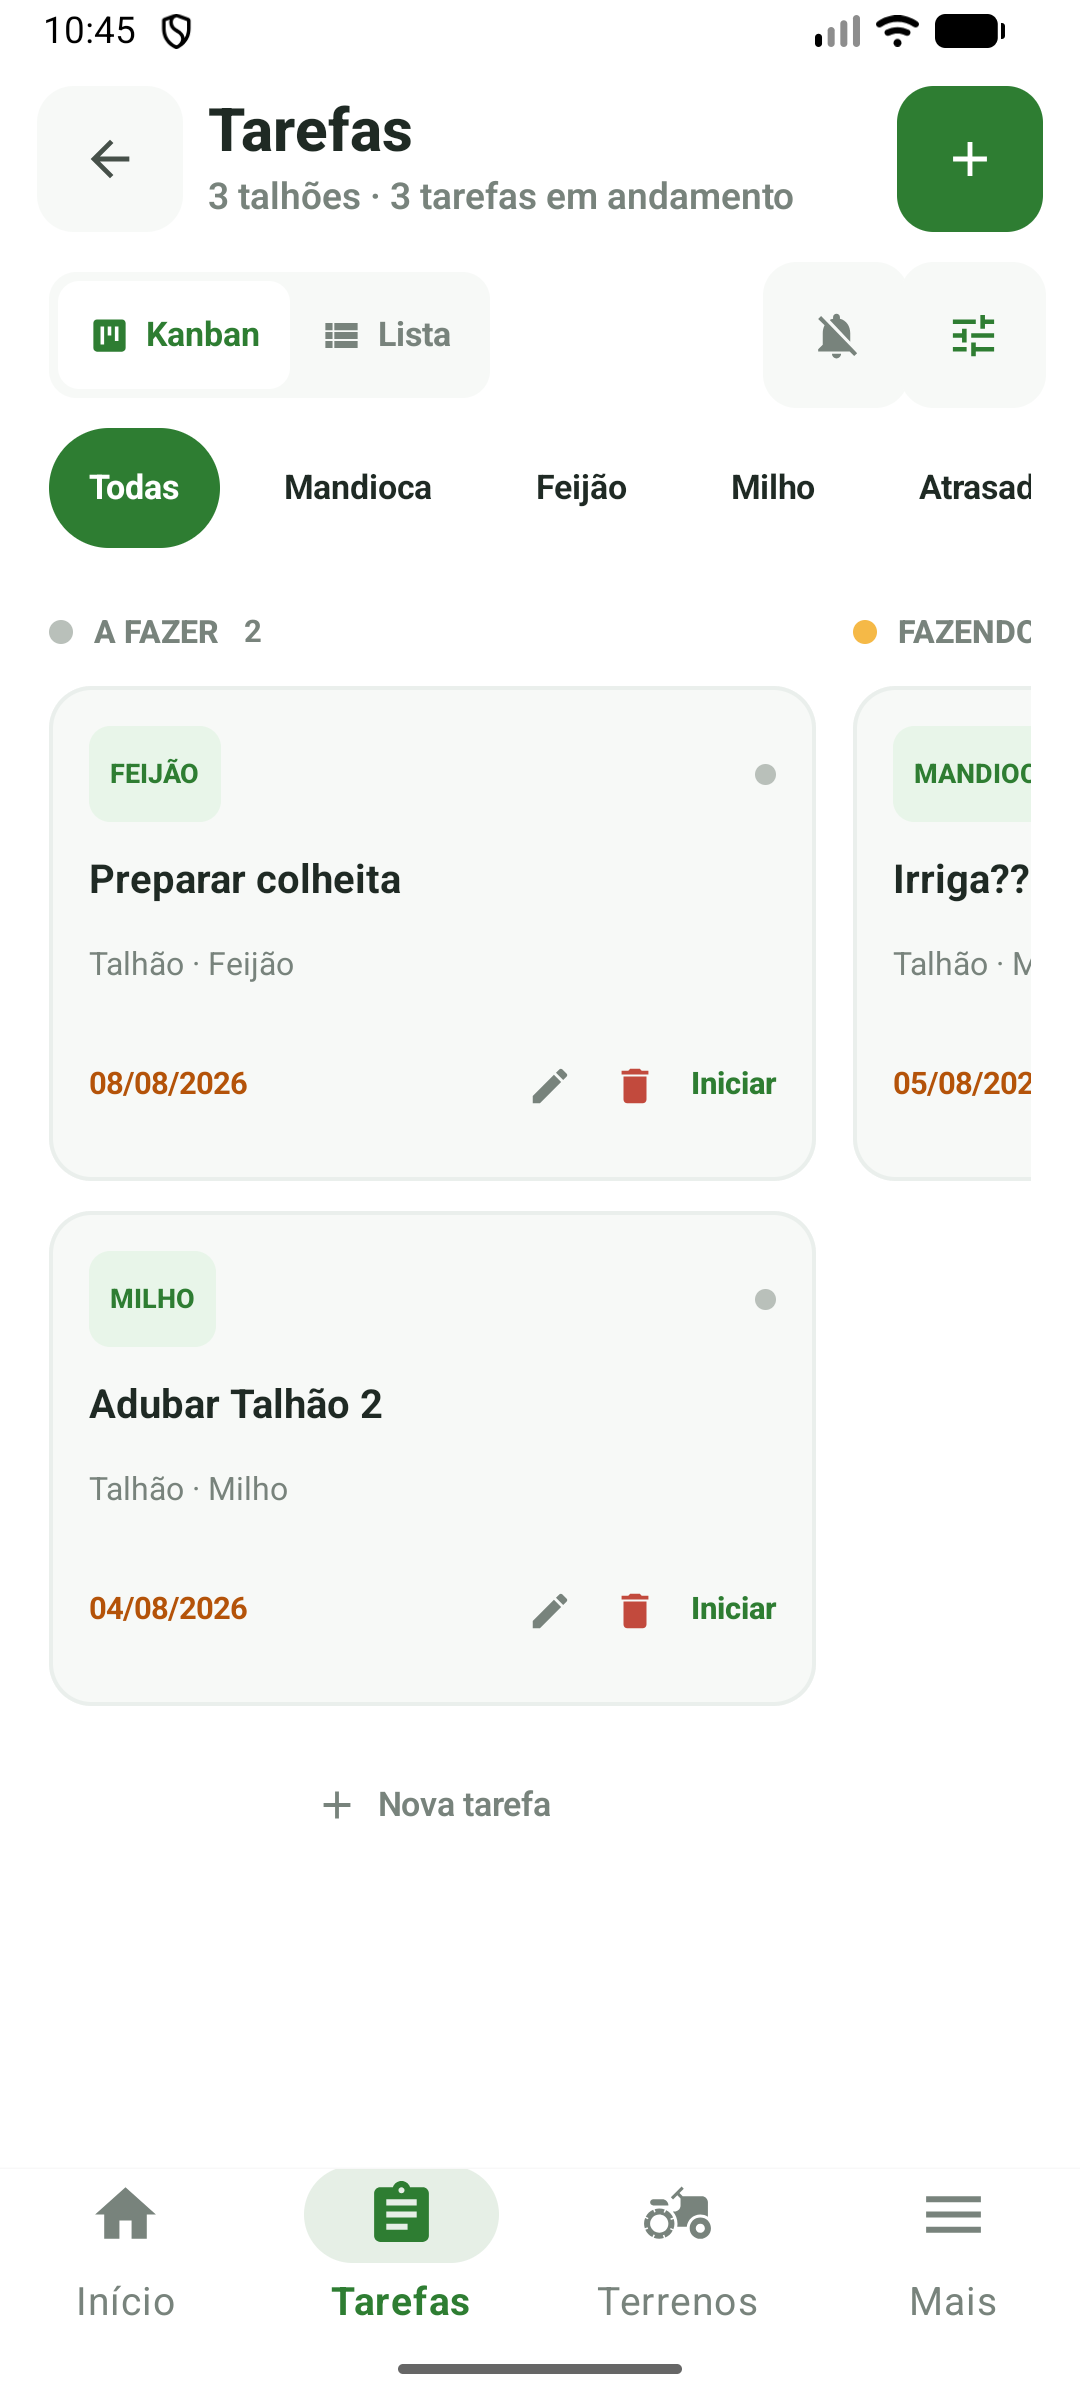 10:45
Tarefas
3 talhões · 3 tarefas em andamento
Kanban
Lista
Todas
Mandioca
Feijão
Milho
Atrasad
A FAZER 2
FAZENDO
FEIJÃO
MANDIOC
Preparar colheita
Irriga??
Talhão · Feijão
Talhão · M
08/08/2026
Iniciar
05/08/202
MILHO
Adubar Talhão 2
Talhão · Milho
04/08/2026
Iniciar
Nova tarefa
Início
Tarefas
Terrenos
Mais